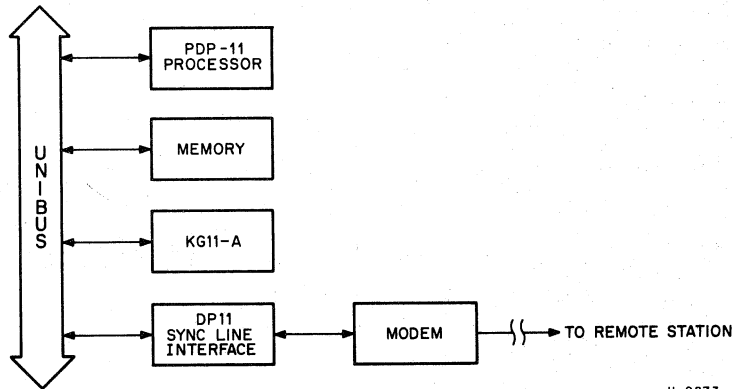 PDP-11
PROCESSOR
MEMORY
UNIBUS
KG11-A
DP11
SYNC LINE
INTERFACE
MODEM
TO REMOTE STATION